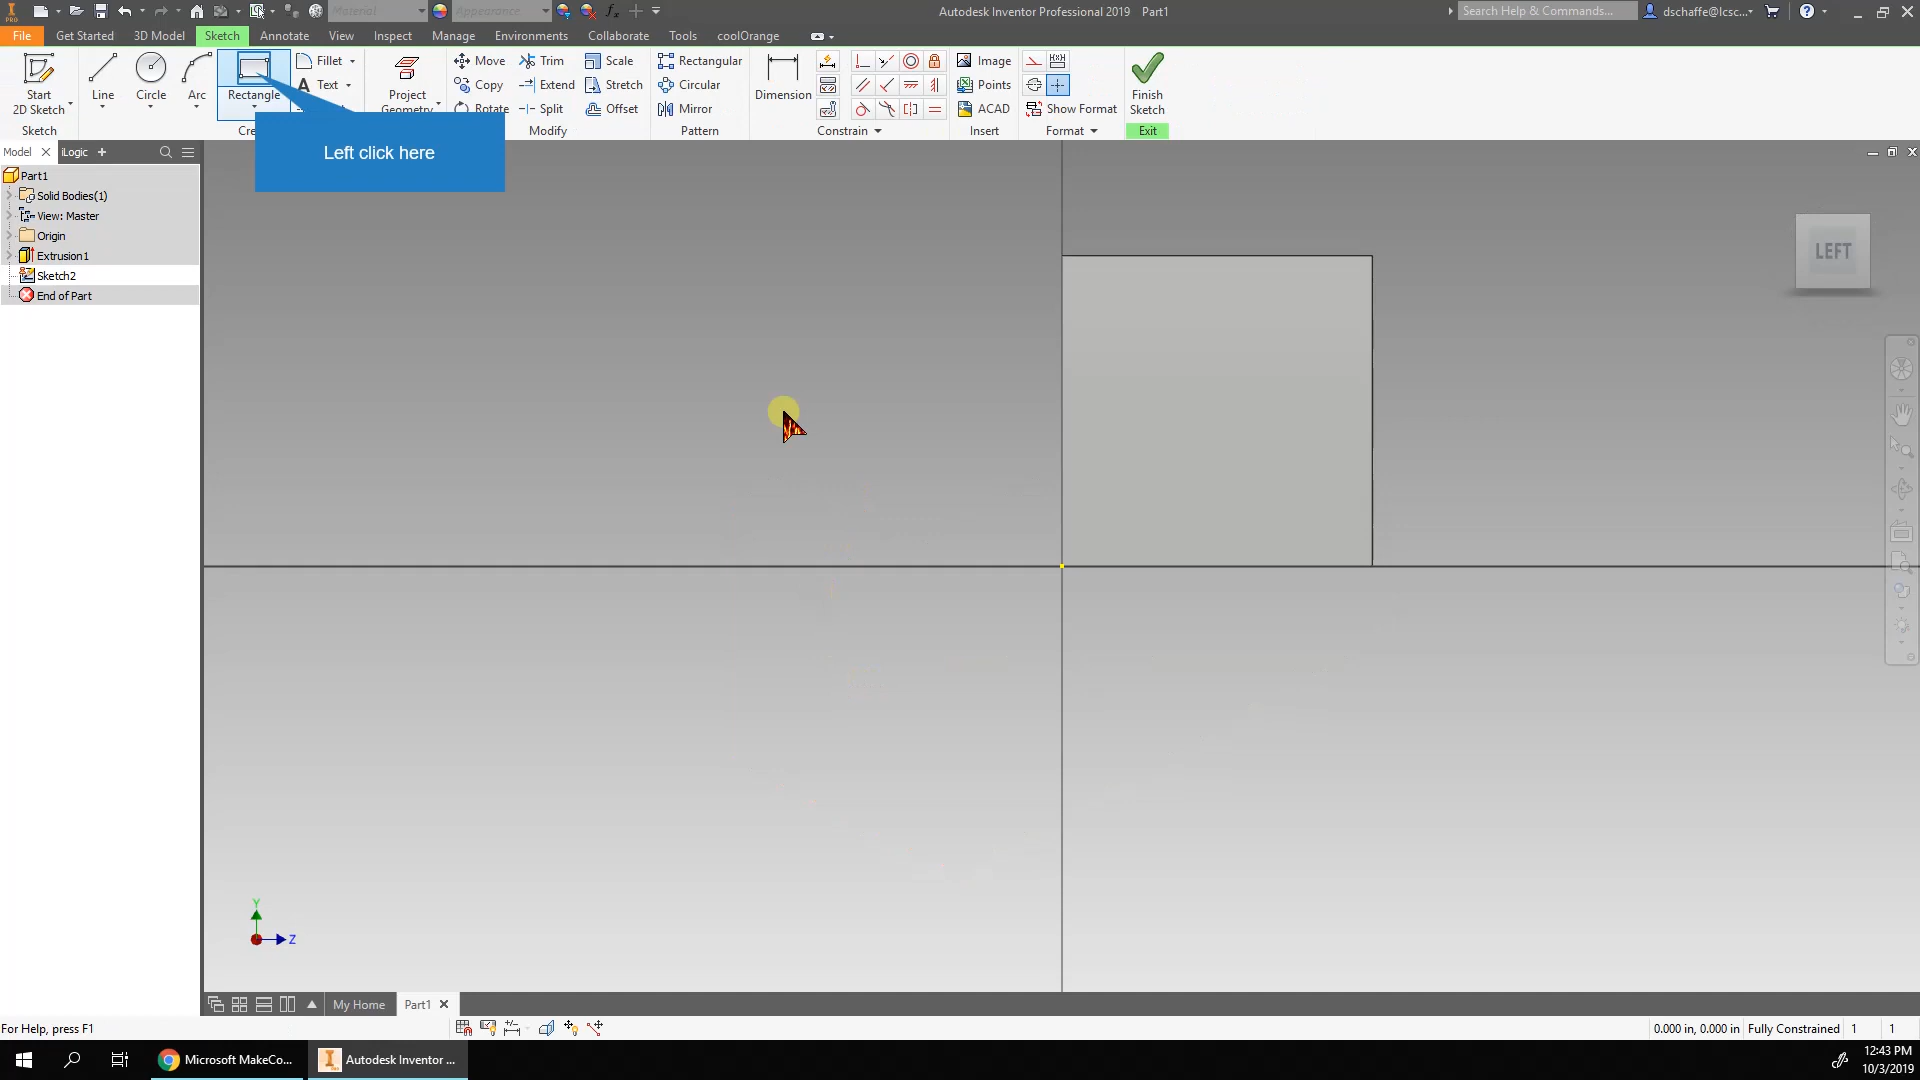 Material
Appearance
fx
Autodesk Inventor Professional 2019 Part1
Search Help & Commands...
dschaffe@lcsc...
PRO
File
Get Started
3D Model
Sketch
Annotate
View
Inspect
Manage
Environments
Collaborate
Tools
coolOrange
Start
2D Sketch
Line
Circle
Arc
Rectangle
Fillet
Text
Project
Geometry
Move
Copy
Rotate
Trim
Extend
Split
Scale
Stretch
Offset
Rectangular
Circular
Mirror
Dimension
Image
Points
ACAD
Show Format
Finish
Sketch
Sketch
Modify
Pattern
Constrain
Insert
Format
Exit
Left click here
Model
iLogic
Part1
Solid Bodies(1)
View: Master
Origin
Extrusion1
Sketch2
End of Part
LEFT
Y
Z
My Home
Part1
For Help, press F1
0.000 in, 0.000 in
Fully Constrained
1
1
Microsoft MakeCo...
Autodesk Inventor ...
12:43 PM
10/3/2019